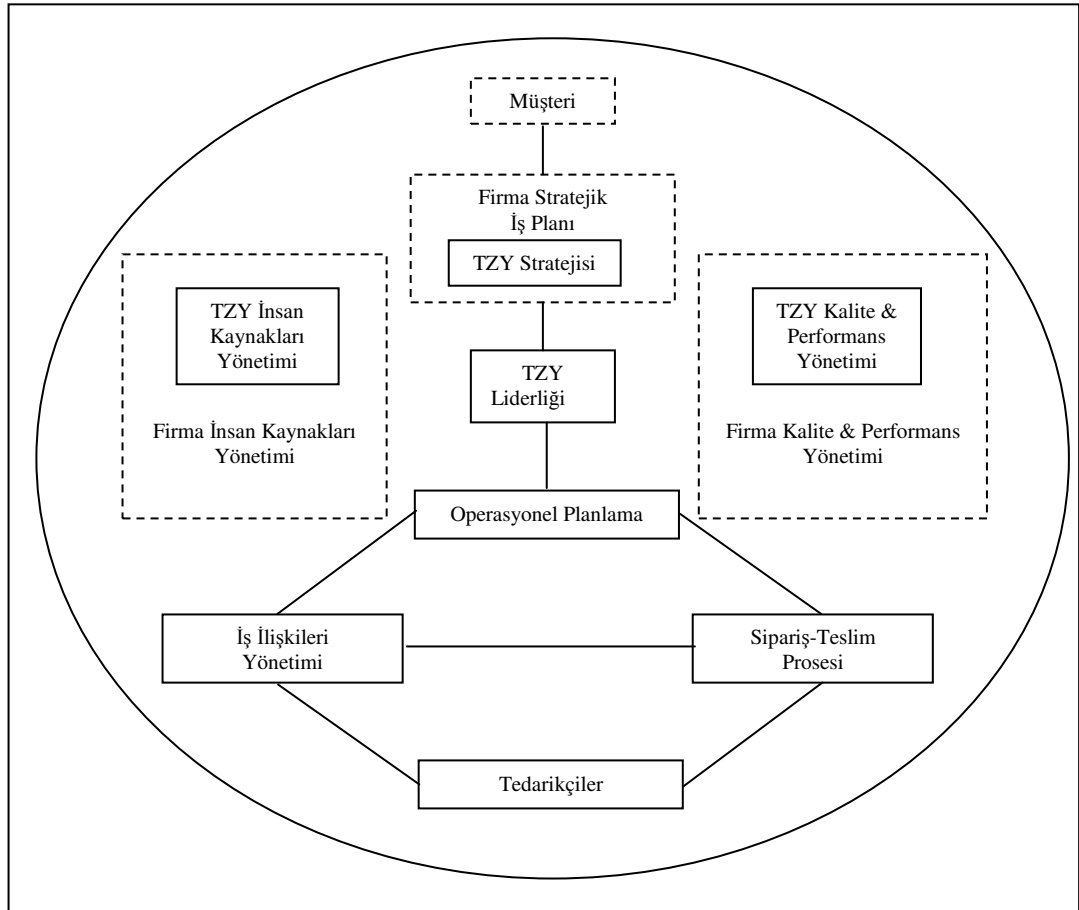 Müşteri
Firma Stratejik
İş Planı
TZY Stratejisi
TZY İnsan
Kaynakları
Yönetimi
Firma İnsan Kaynakları
Yönetimi
TZY Kalite &
Performans
Yönetimi
Firma Kalite & Performans
Yönetimi
TZY
Liderliği
Operasyonel Planlama
İş İlişkileri
Yönetimi
Sipariş-Teslim
Prosesi
Tedarikçiler